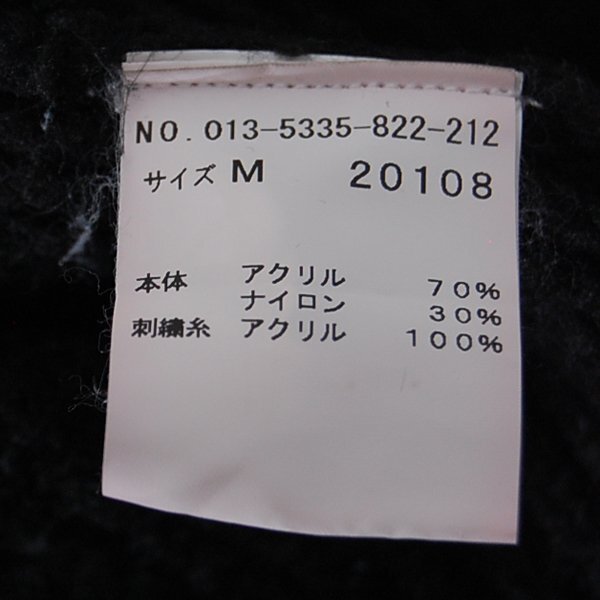 NO. 013-5335-822-212
サイズ M 20108
本体 アクリル 70%
ナイロン 30%
刺繍糸 アクリル 100%